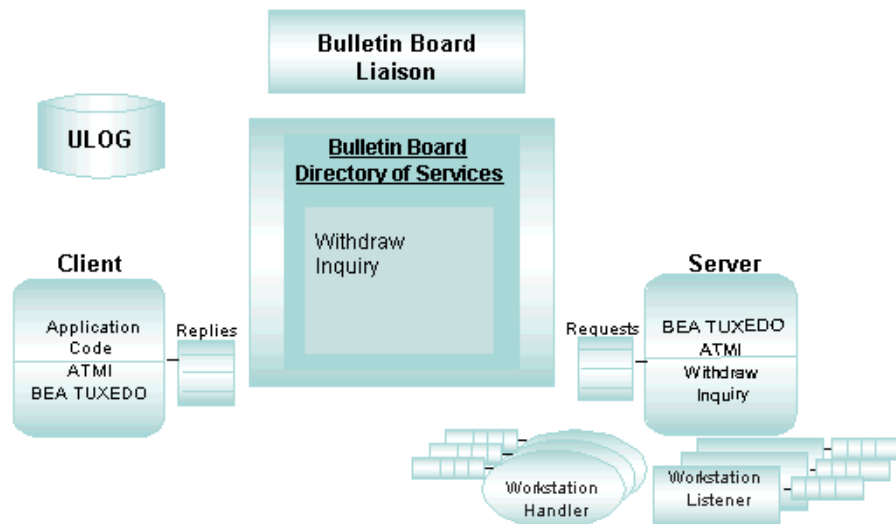 Bulletin Board
Liaison
ULOG
Bulletin Board
Directory of Services
Withdraw
Inquiry
Client
Application
Code
ATMI
BEA TUXEDO
Replies
Requests
Server
BEA TUXEDO
ATMI
Withdraw
Inquiry
Workstation
Handler
Workstation
Listener